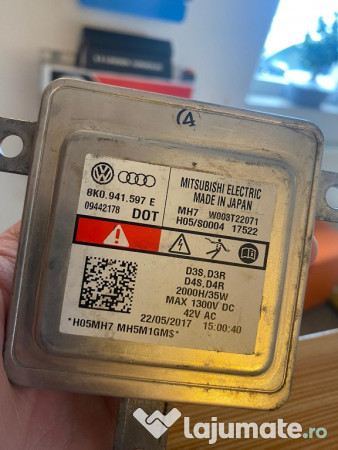 4
8K0.941.597 E
09442178 DOT
MITSUBISHI ELECTRIC
MADE IN JAPAN
MH7 W003T22071
H05/S0004 17522
D3S,D3R
D4S,D4R
2000H/35W
MAX 1300V DC
42V AC
22/05/2017 15:00:40
*H05MH7 MH5M1GMS*
lajumate.ro